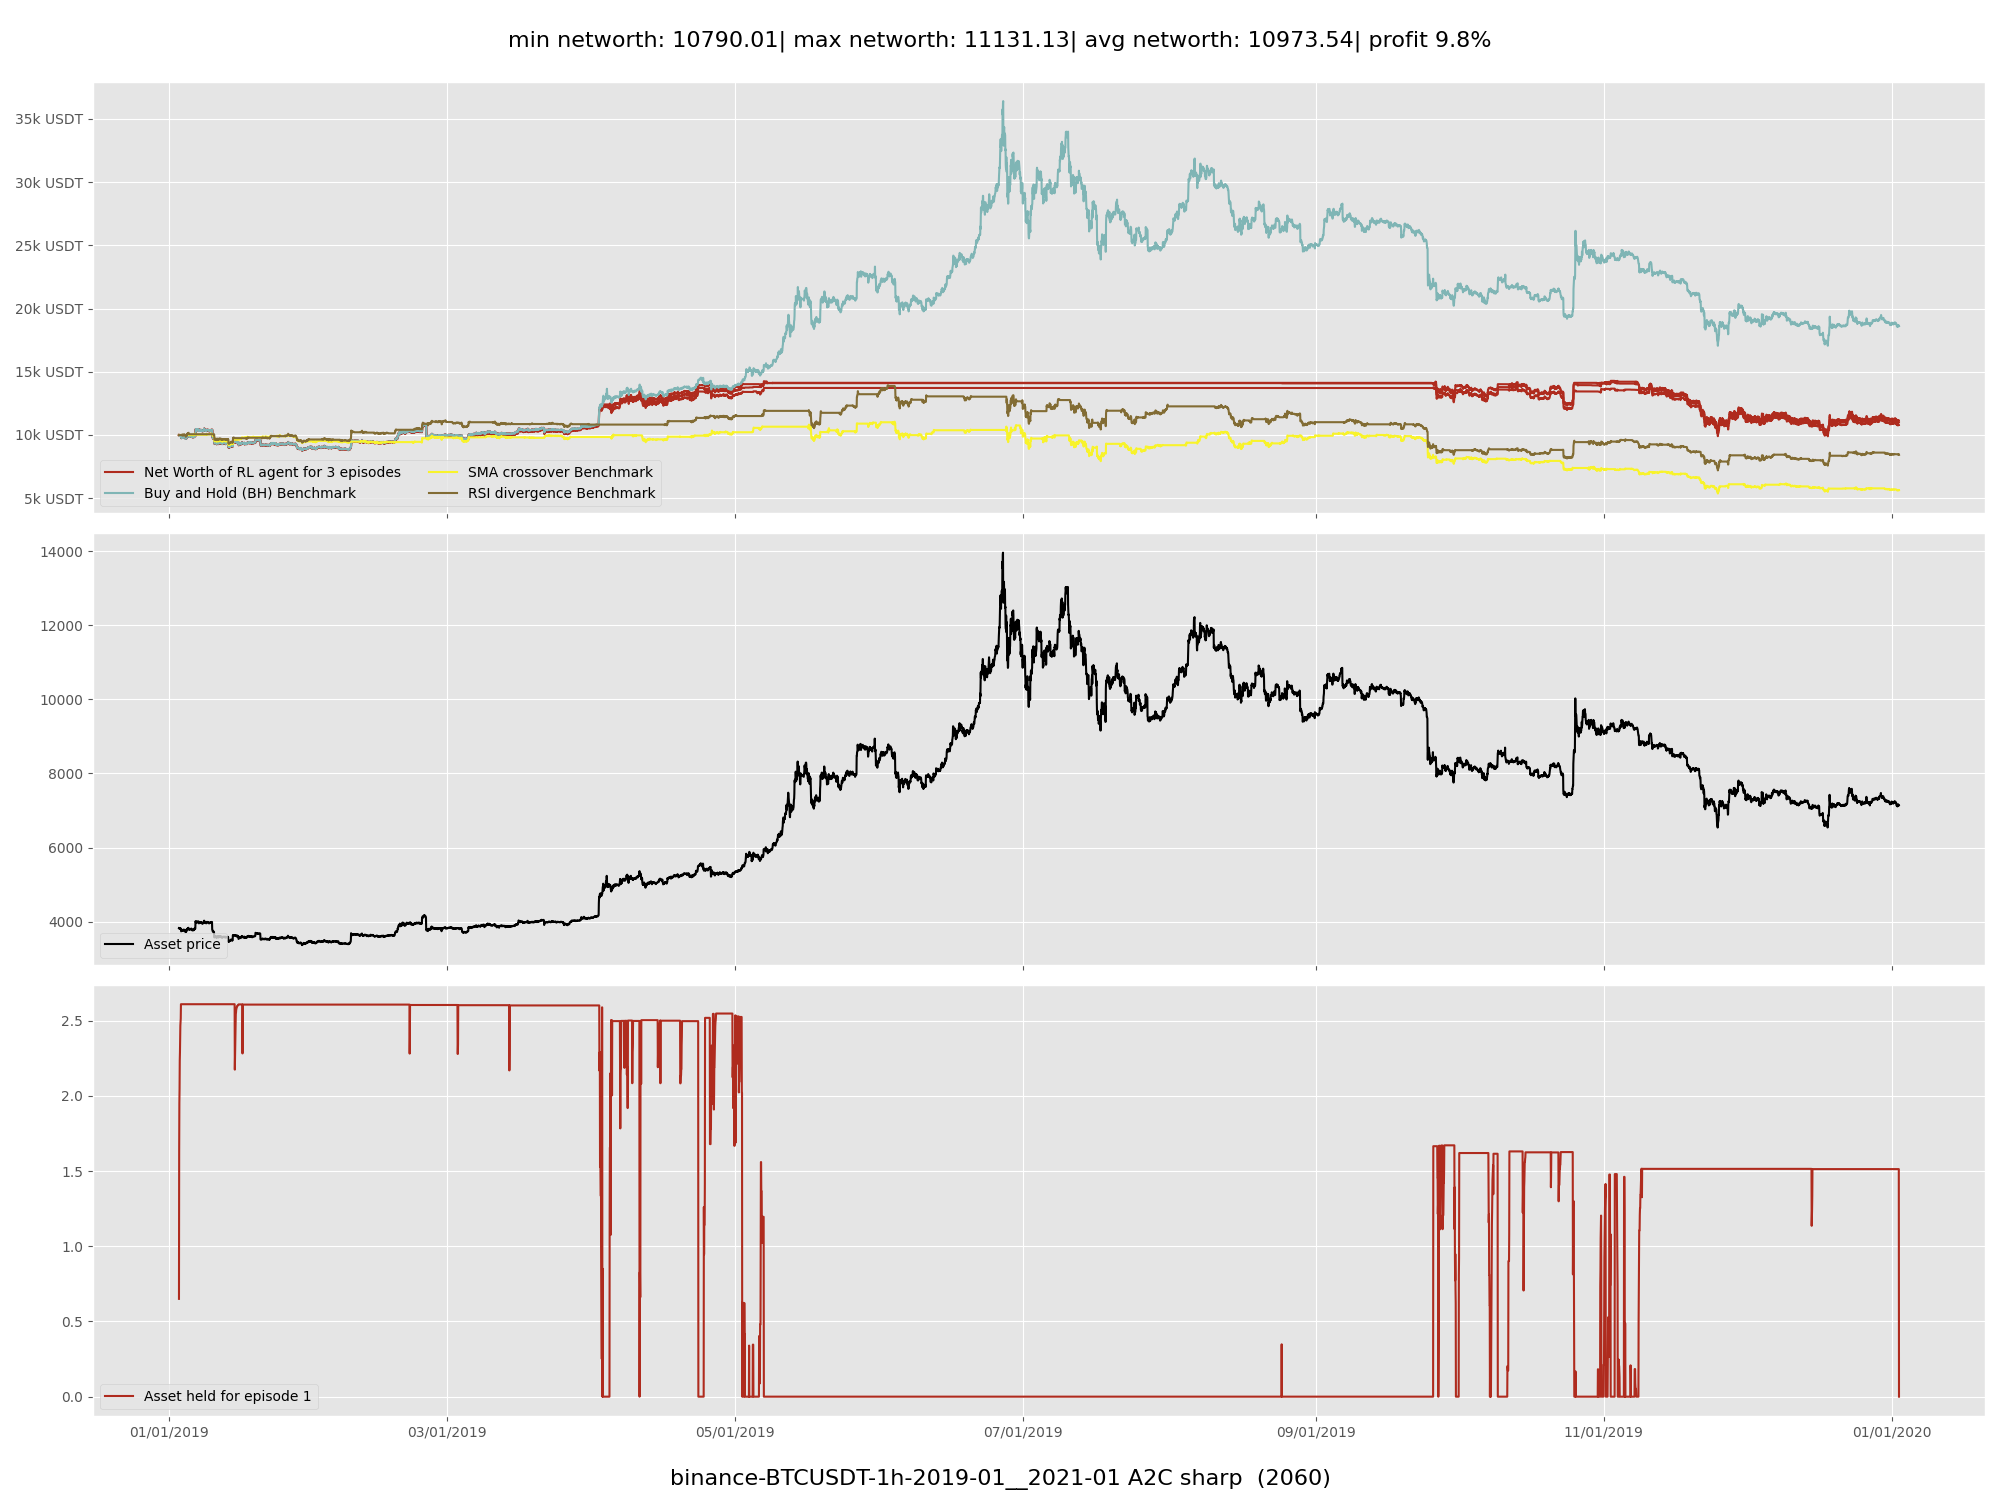 min networth: 10790.01| max networth: 11131.13| avg networth: 10973.54| profit 9.8%
35k USDT
30k USDT
25k USDT
20k USDT
15k USDT
10k USDT
5k USDT
Net Worth of RL agent for 3 episodes
Buy and Hold (BH) Benchmark
SMA crossover Benchmark
RSI divergence Benchmark
14000
12000
10000
8000
6000
4000
Asset price
2.5
2.0
1.5
1.0
0.5
0.0
Asset held for episode 1
01/01/2019 03/01/2019 05/01/2019 07/01/2019 09/01/2019 11/01/2019 01/01/2020
binance-BTCUSDT-1h-2019-01__2021-01 A2C sharp (2060)